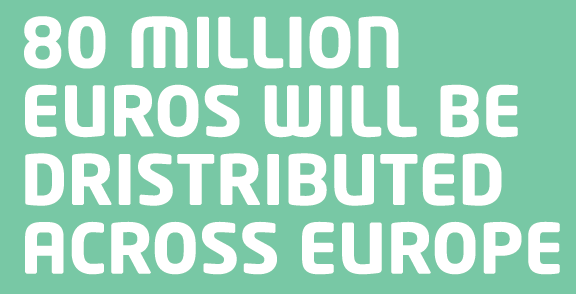 80 MILLION
EUROS WILL BE
DRISTRIBUTED
ACROSS EUROPE